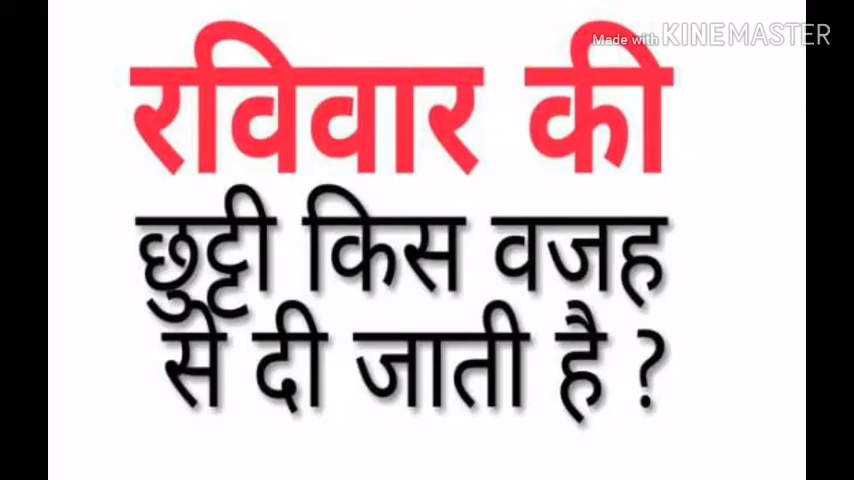 Made with KINEMASTER
रविवार की
छुट्टी किस वजह
से दी जाती है ?